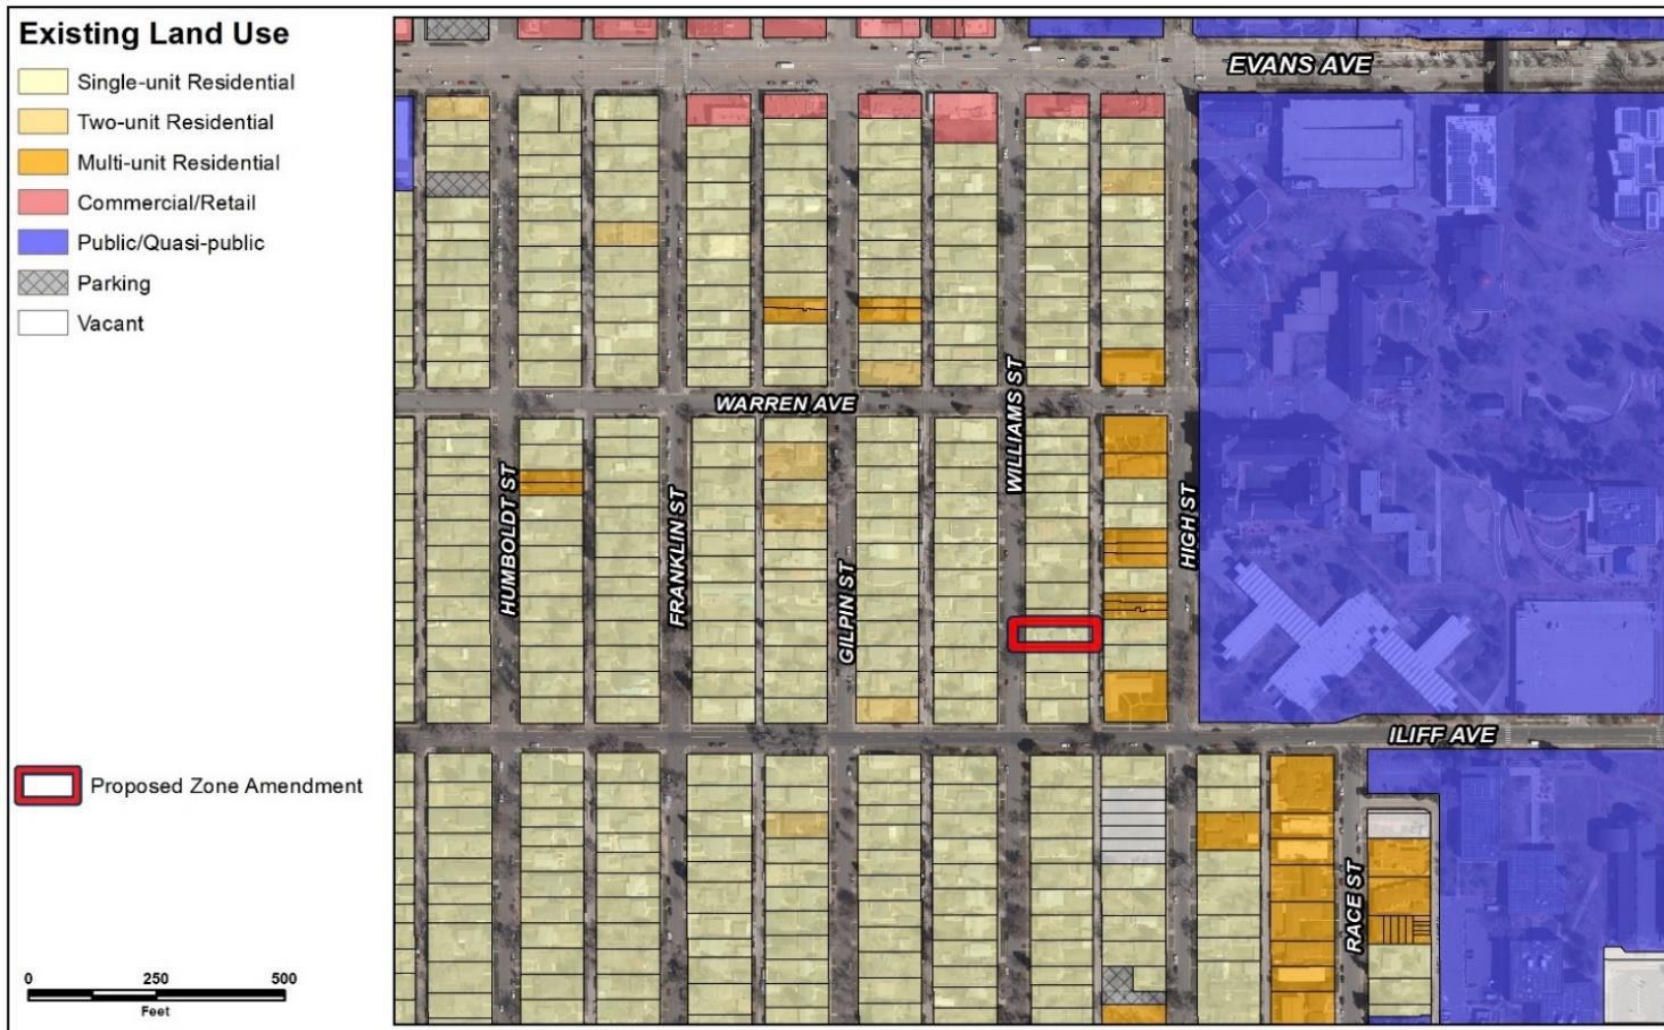 Existing Land Use
Single-unit Residential
Two-unit Residential
Multi-unit Residential
Commercial/Retail
Public/Quasi-public
Parking
Vacant
Proposed Zone Amendment
0 250 500
Feet
EVANS AVE
WARREN AVE
WILLIAMS ST
HUMBOLDT ST
FRANKLIN ST
GILPIN ST
HIGH ST
ILIFF AVE
RACE ST